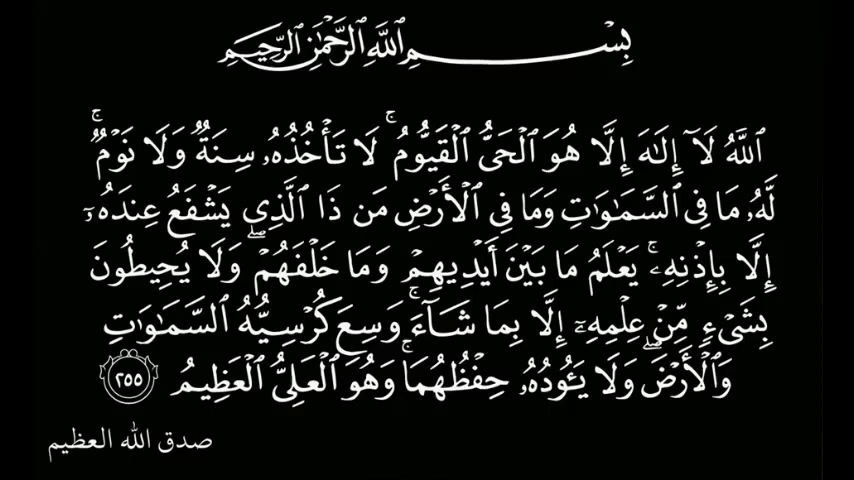 بِسْمِ ٱللَّهِ ٱلرَّحْمَٰنِ ٱلرَّحِيمِ
ٱللَّهُ لَآ إِلَٰهَ إِلَّا هُوَ ٱلْحَىُّ ٱلْقَيُّومُ ۚ لَا تَأْخُذُهُۥ سِنَةٌ وَلَا نَوْمٌ ۚ
لَّهُۥ مَا فِى ٱلسَّمَٰوَٰتِ وَمَا فِى ٱلْأَرْضِ مَن ذَا ٱلَّذِى يَشْفَعُ عِندَهُۥٓ
إِلَّا بِإِذْنِهِۦ ۚ يَعْلَمُ مَا بَيْنَ أَيْدِيهِمْ وَمَا خَلْفَهُمْ ۖ وَلَا يُحِيطُونَ
بِشَىْءٍ مِّنْ عِلْمِهِۦٓ إِلَّا بِمَا شَآءَ ۚ وَسِعَ كُرْسِيُّهُ ٱلسَّمَٰوَٰتِ
وَٱلْأَرْضَ ۖ وَلَا يَـُٔودُهُۥ حِفْظُهُمَا ۚ وَهُوَ ٱلْعَلِىُّ ٱلْعَظِيمُ ٢٥٥
صدق الله العظيم